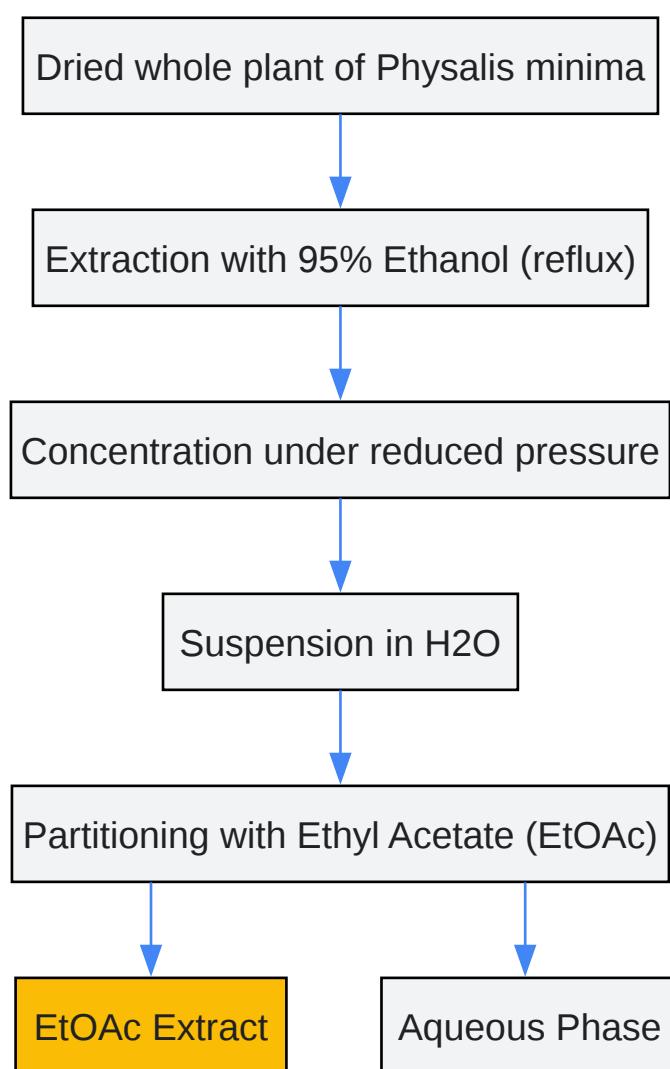 Dried whole plant of Physalis minima
Extraction with 95% Ethanol (reflux)
Concentration under reduced pressure
Suspension in H2O
Partitioning with Ethyl Acetate (EtOAc)
EtOAc Extract
Aqueous Phase